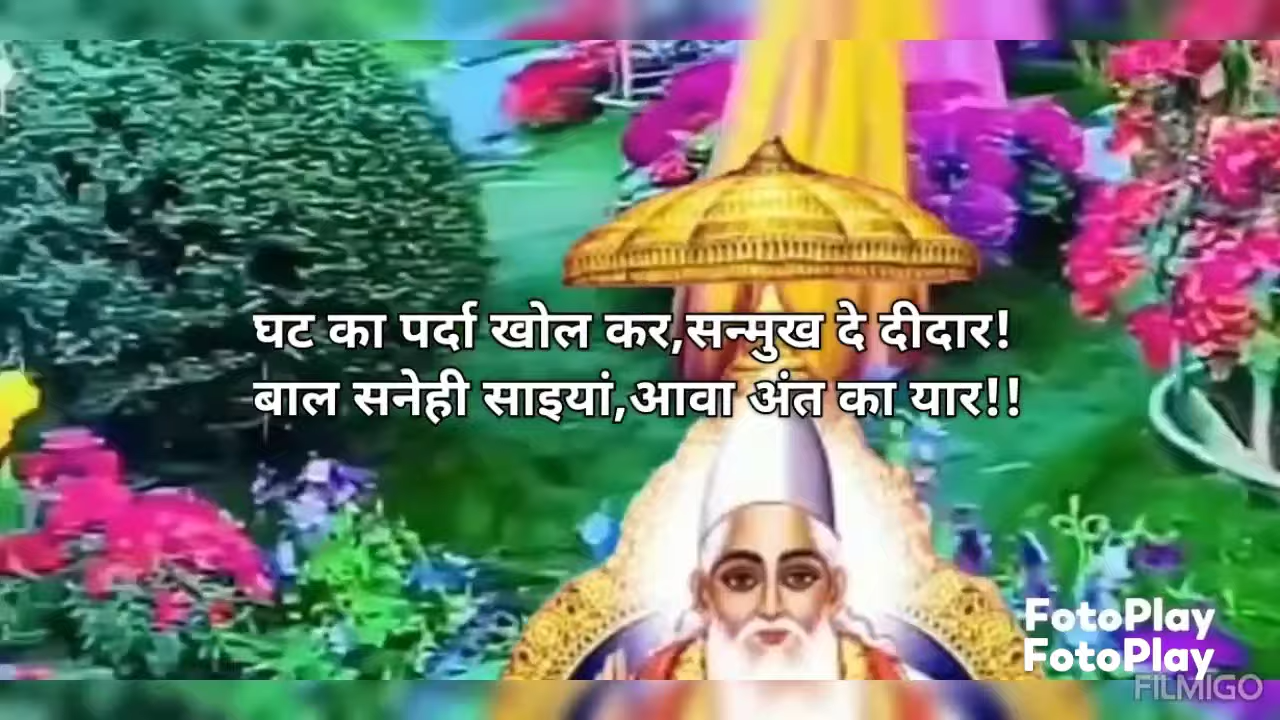 घट का पर्दा खोल कर,सन्मुख दे दीदार!
बाल सनेही साइयां,आवा अंत का यार!!
FotoPlay
FotoPlay
FILMIGO